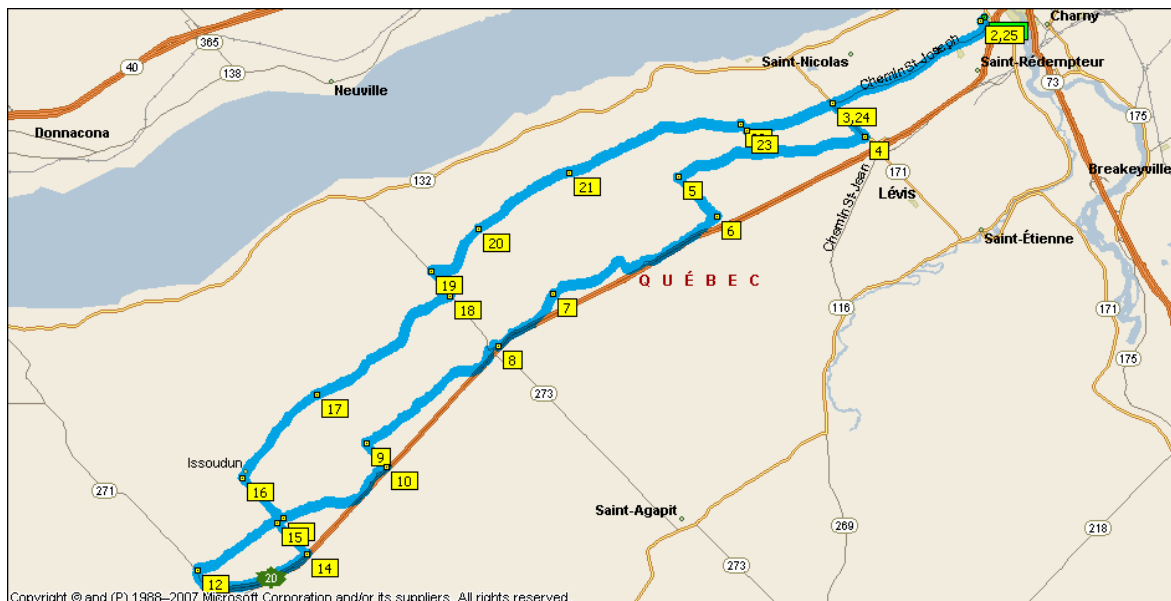 Charny
365
2,25
Chemin St-Joseph
40
Saint-Nicolas
Saint-Rédempteur
138
73
Neuville
175
3,24
Donnacona
23
4
171
Breakeyville
132
21
5
Lévis
Chemin St-Jean
6
20
Saint-Étienne
QUÉBEC
19
7
18
116
171
8
175
273
17
9
Issoudun
10
271
16
Saint-Agapit
269
218
15
14
273
20
12
Copyright © and (P) 1988–2007 Microsoft Corporation and/or its suppliers. All rights reserved.